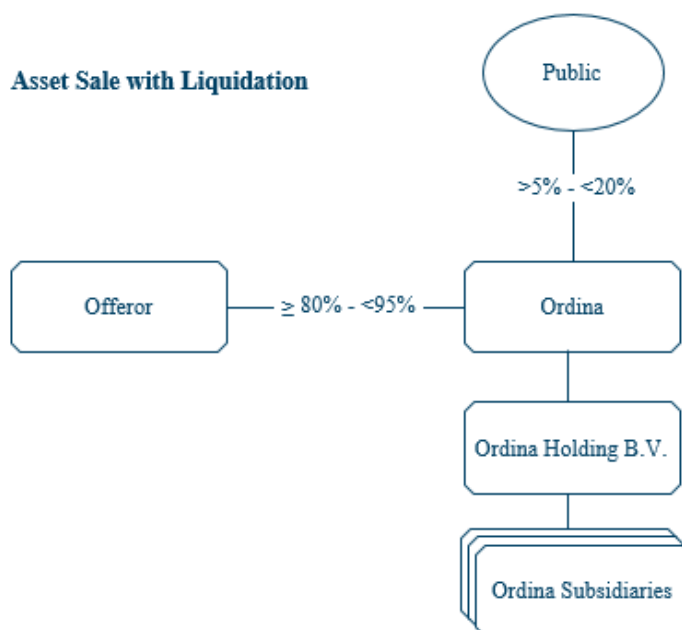 Public
Asset Sale with Liquidation
>5% - <20%
Offeror
≥ 80% - <95%
Ordina
Ordina Holding B.V.
Ordina Subsidiaries